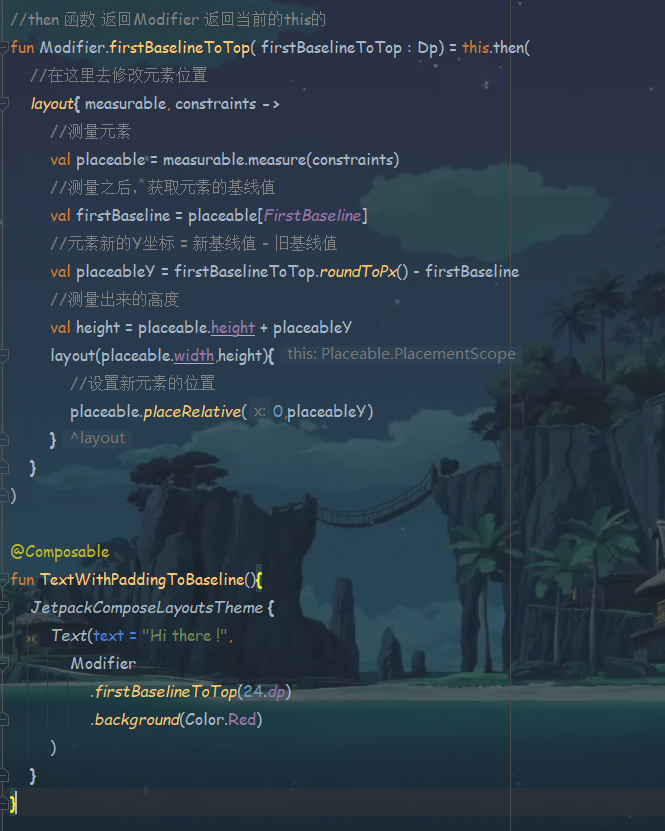 //then 函数 返回Modifier 返回当前的this的
fun Modifier.firstBaselineToTop( firstBaselineToTop : Dp) = this.then(
//在这里去修改元素位置
layout{ measurable, constraints ->
//测量元素
val placeable = measurable.measure(constraints)
//测量之后, 获取元素的基线值
val firstBaseline = placeable[FirstBaseline]
//元素新的Y坐标 = 新基线值 - 旧基线值
val placeableY = firstBaselineToTop.roundToPx() - firstBaseline
//测量出来的高度
val height = placeable.height + placeableY
layout(placeable.width,height){ this: Placeable.PlacementScope
//设置新元素的位置
placeable.placeRelative( x: 0,placeableY)
} ^layout
}
)
@Composable
fun TextWithPaddingToBaseline(){
JetpackComposeLayoutsTheme {
Text(text = "Hi there !",
Modifier
.firstBaselineToTop(24.dp)
.background(Color.Red)
)
}
}